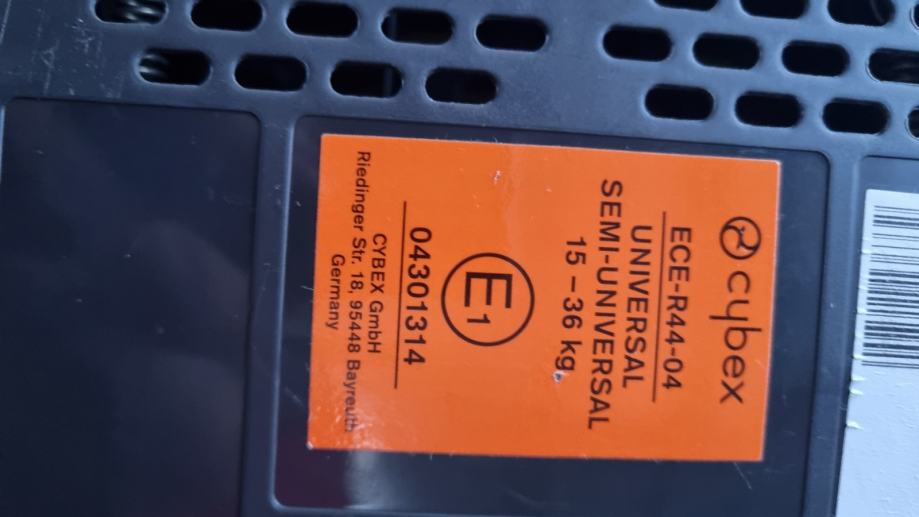 cybex
ECE-R44-04
UNIVERSAL
SEMI-UNIVERSAL
15 – 36 kg
E1
04301314
CYBEX GmbH
Riedinger Str. 18, 95448 Bayreuth
Germany